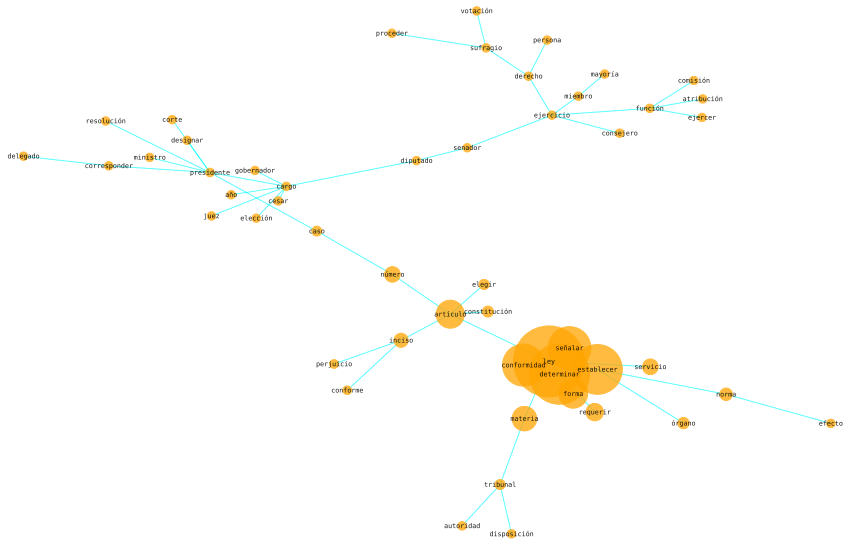 votación
proceder
persona
sufragio
mayoría
derecho
comisión
miembro
atribución
función
ejercicio
ejercer
resolución
corte
consejero
designar
senador
delegado
ministro
diputado
corresponder
gobernador
presidente
cargo
año
cesar
juez
elección
caso
número
elegir
constitución
artículo
inciso
señalar
ley
perjuicio
conformidad
servicio
establecer
determinar
conforme
forma
norma
requerir
materia
órgano
efecto
tribunal
autoridad
disposición